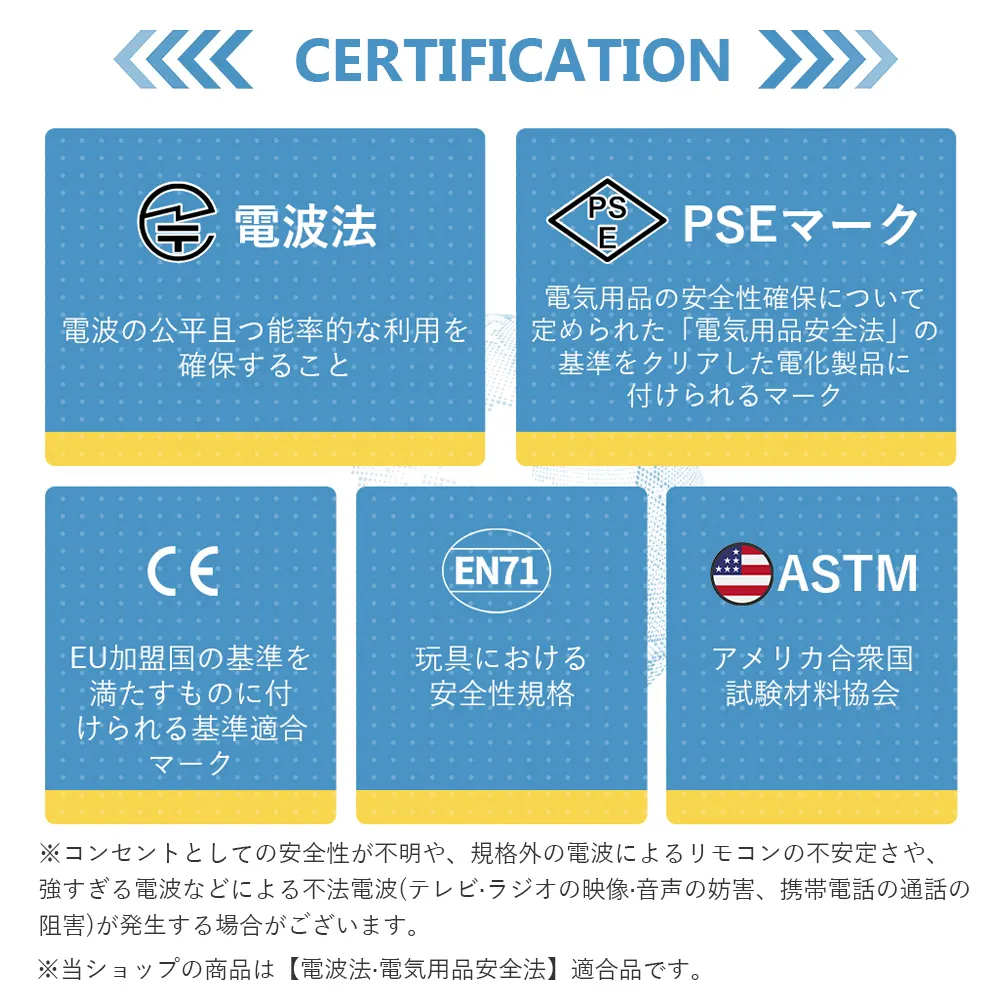 CERTIFICATION
電波法
電波の公平且つ能率的な利用を
確保すること
PS
E
PSEマーク
電気用品の安全性確保について
定められた「電気用品安全法」の
基準をクリアした電化製品に
付けられるマーク
CE
EU加盟国の基準を
満たすものに付
けられる基準適合
マーク
EN71
玩具における
安全性規格
ASTM
アメリカ合衆国
試験材料協会
※コンセントとしての安全性が不明や、規格外の電波によるリモコンの不安定さや、
強すぎる電波などによる不法電波(テレビ·ラジオの映像·音声の妨害、携帯電話の通話の
阻害)が発生する場合がございます。
※当ショップの商品は【電波法·電気用品安全法】適合品です。